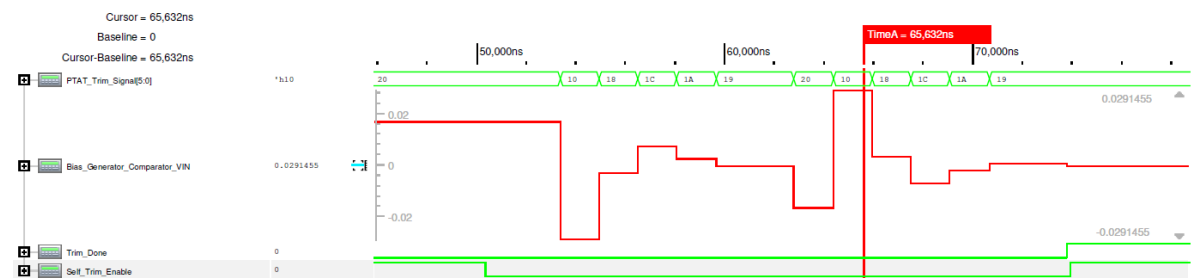 Cursor = 65,632ns
Baseline = 0
Cursor-Baseline = 65,632ns
TimeA = 65,632ns
50,000ns 60,000ns 70,000ns
PTAT_Trim_Signal[5:0] 'h10 20 10 18 1C 1A 19 20 10 18 1C 1A 19
0.0291455
0.02
Bias_Generator_Comparator_VIN 0.0291455 0
-0.02
-0.0291455
Trim_Done 0
Self_Trim_Enable 0